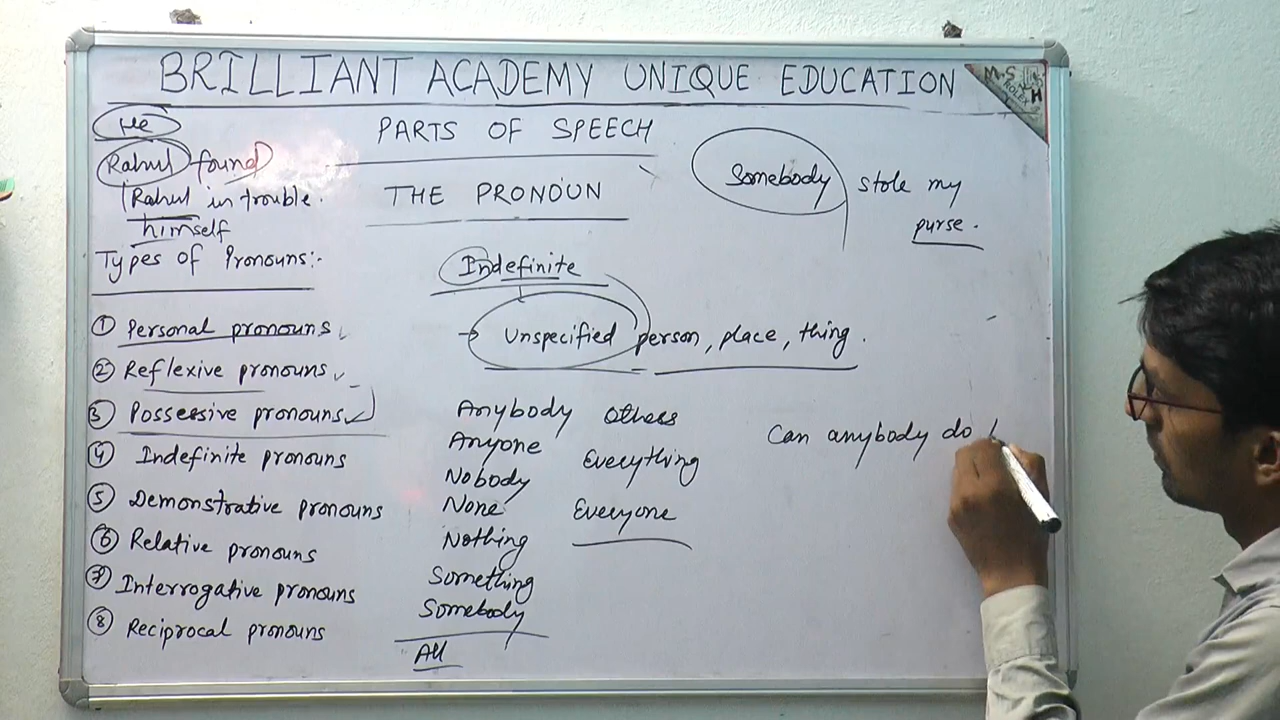 BRILLIANT ACADEMY UNIQUE EDUCATION
M.S
ROLEX
H
He
PARTS OF SPEECH
Rahul found
Rahul in trouble.
himself
THE PRONOUN
Somebody stole my
purse.
Types of Pronouns:-
① Personal pronouns
② Reflexive pronouns
③ Possessive pronouns
④ Indefinite pronouns
⑤ Demonstrative pronouns
⑥ Relative pronouns
⑦ Interrogative pronouns
⑧ Reciprocal pronouns
Indefinite
→ Unspecified person, place, thing.
Anybody Others
Anyone
Everything
Nobody
None
Everyone
Nothing
Something
Somebody
All
Can anybody do